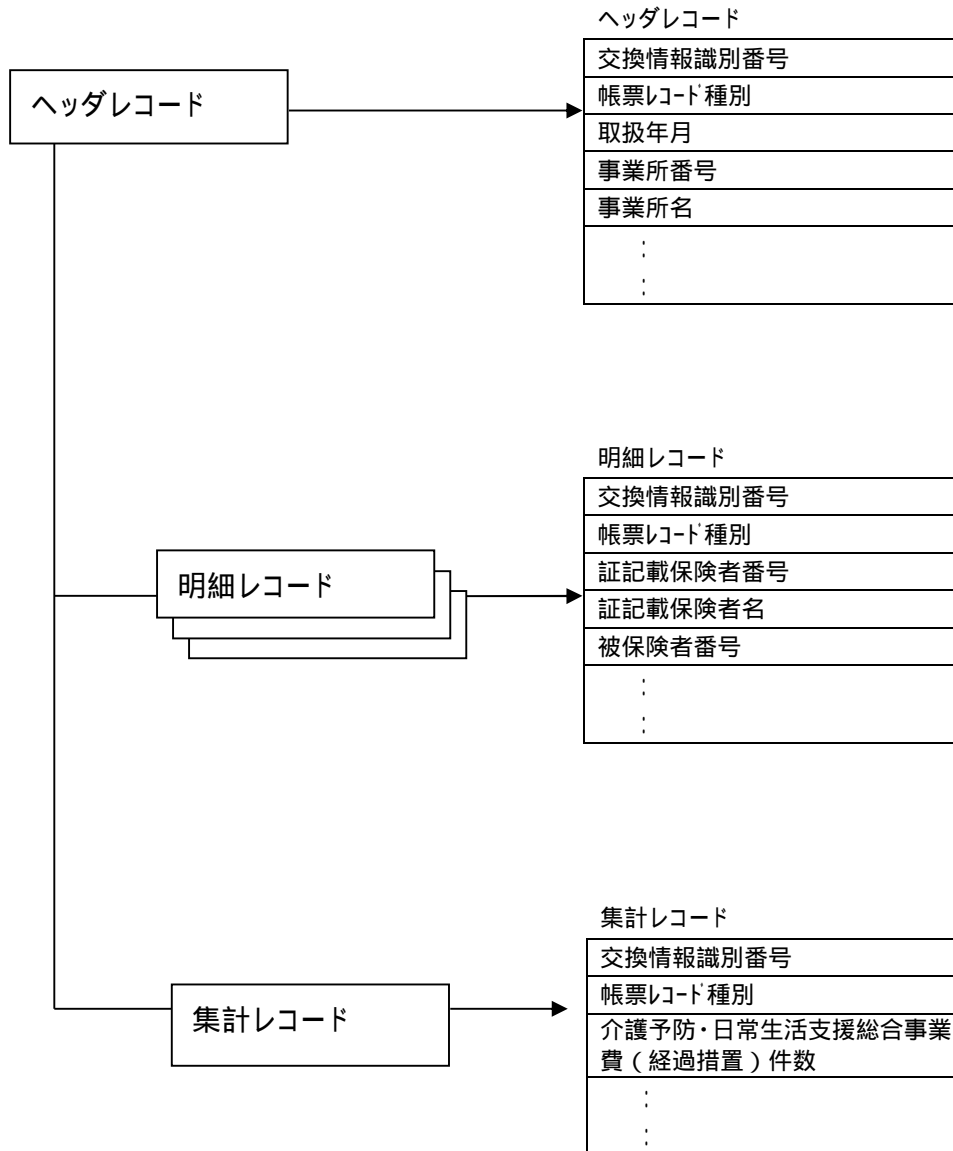 ヘッダレコード
ヘッダレコード
交換情報識別番号
帳票ﾚｺｰﾄﾞ種別
取扱年月
事業所番号
事業所名
:
:
明細レコード
明細レコード
交換情報識別番号
帳票ﾚｺｰﾄﾞ種別
証記載保険者番号
証記載保険者名
被保険者番号
:
:
集計レコード
集計レコード
交換情報識別番号
帳票ﾚｺｰﾄﾞ種別
介護予防・日常生活支援総合事業
費（経過措置）件数
:
: